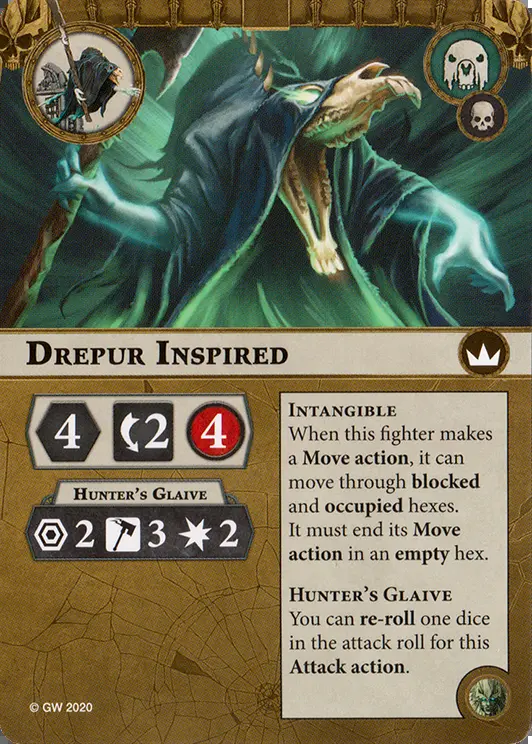 Drepur Inspired
4 2 4
Hunter's Glaive
2 3 2
Intangible
When this fighter makes
a Move action, it can
move through blocked
and occupied hexes.
It must end its Move
action in an empty hex.
Hunter's Glaive
You can re-roll one dice
in the attack roll for this
Attack action.
© GW 2020